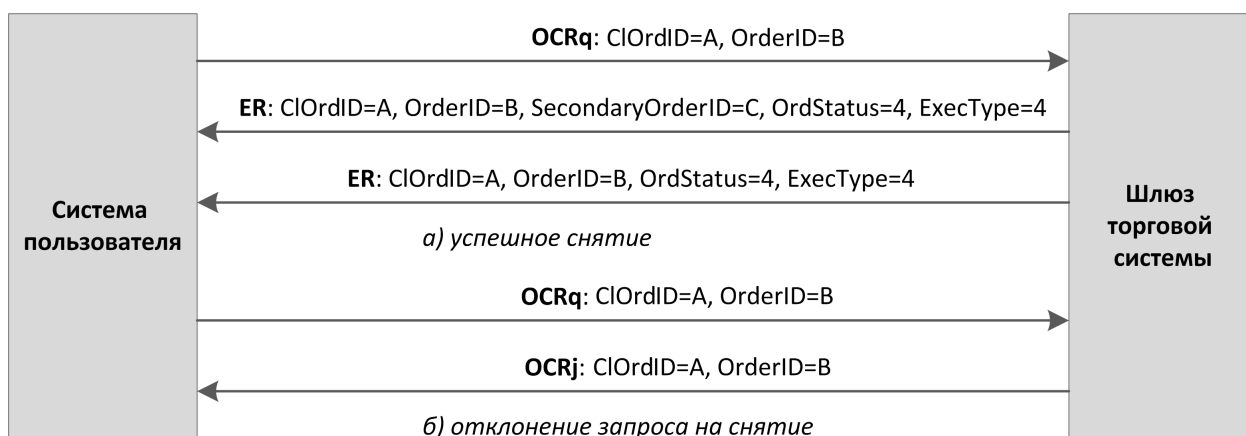 OCRq: ClOrdID=A, OrderID=B
ER: ClOrdID=A, OrderID=B, SecondaryOrderID=C, OrdStatus=4, ExecType=4
ER: ClOrdID=A, OrderID=B, OrdStatus=4, ExecType=4
Система
пользователя
Шлюз
торговой
системы
а) успешное снятие
OCRq: ClOrdID=A, OrderID=B
OCRj: ClOrdID=A, OrderID=B
б) отклонение запроса на снятие